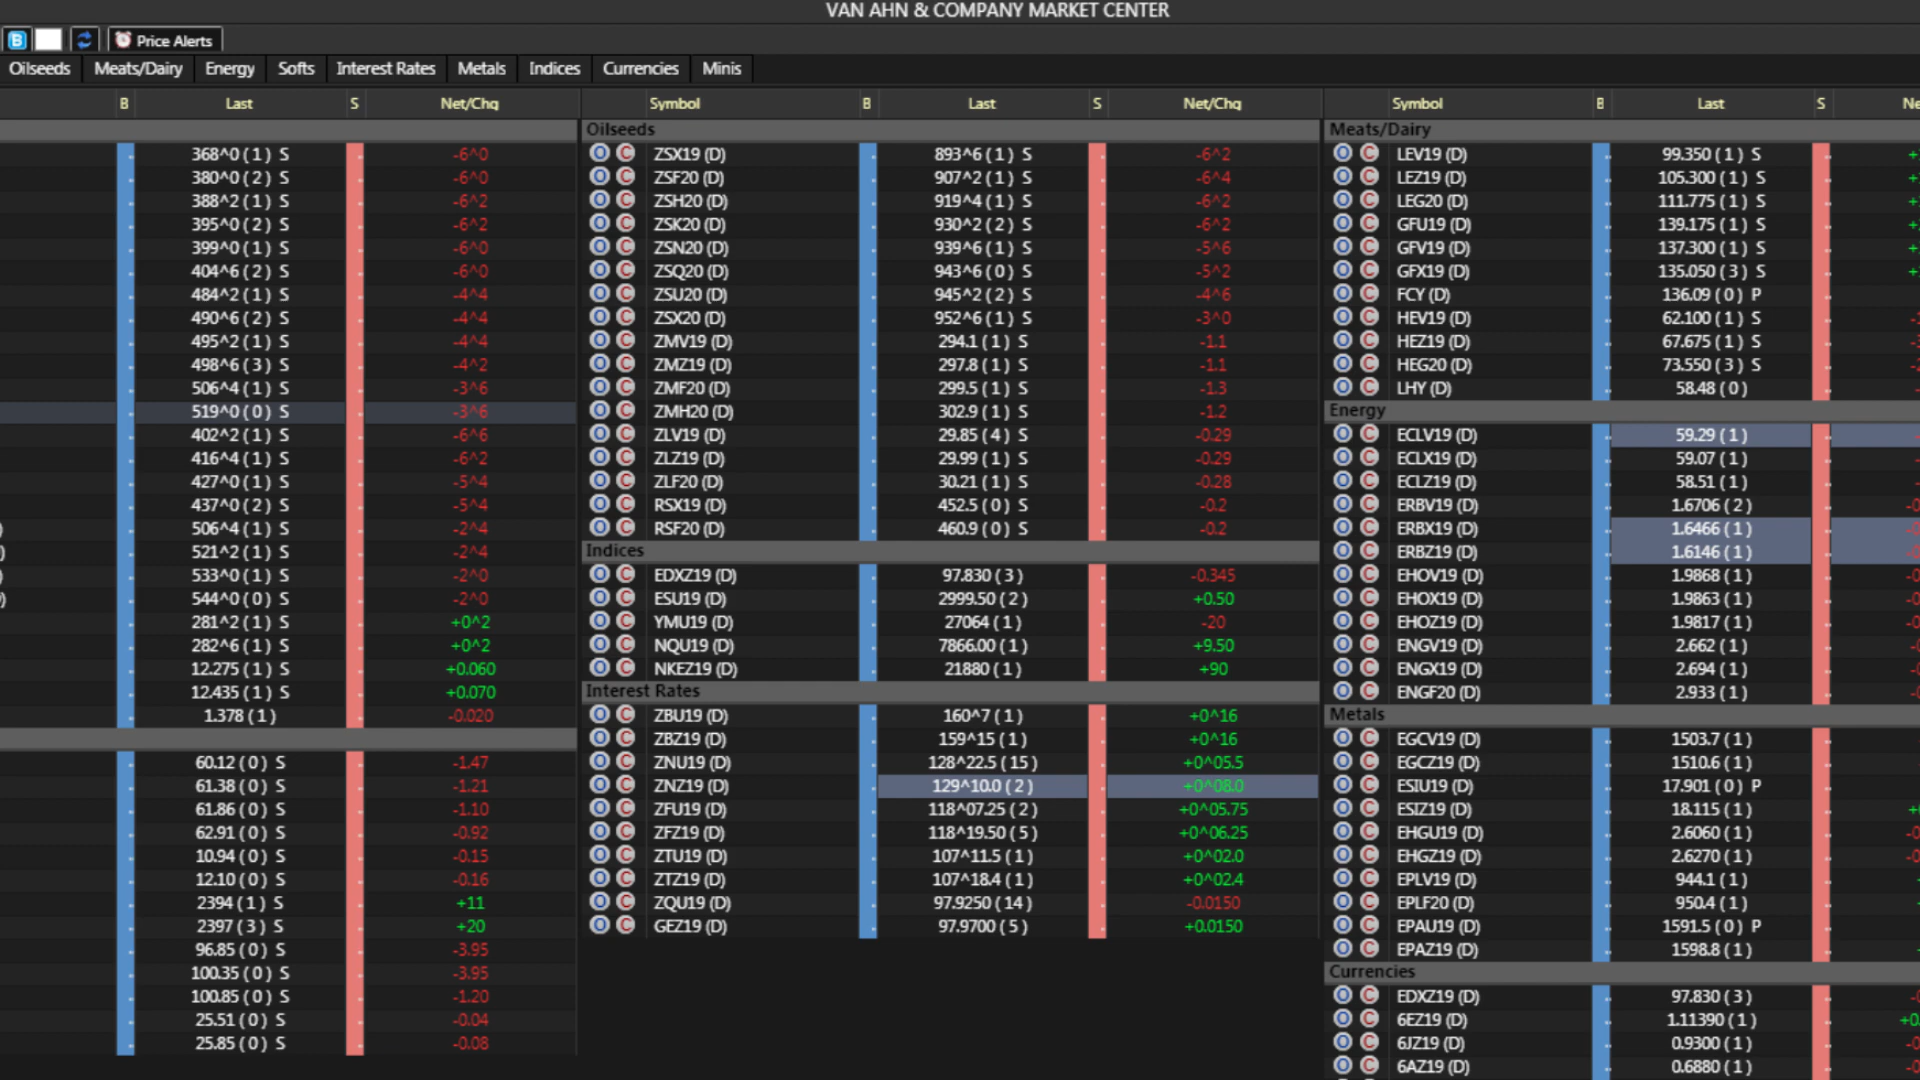 VAN AHN & COMPANY MARKET CENTER
B Price Alerts
Oilseeds Meats/Dairy Energy Softs Interest Rates Metals Indices Currencies Minis
B Last S Net/Chg
368^0 ( 1 ) S -6^0
380^0 ( 2 ) S -6^0
388^2 ( 1 ) S -6^2
395^0 ( 2 ) S -6^2
399^0 ( 1 ) S -6^0
404^6 ( 2 ) S -6^0
484^2 ( 1 ) S -4^4
490^6 ( 2 ) S -4^4
495^2 ( 1 ) S -4^4
498^6 ( 3 ) S -4^2
506^4 ( 1 ) S -3^6
519^0 ( 0 ) S -3^6
402^2 ( 1 ) S -6^6
416^4 ( 1 ) S -6^2
427^0 ( 1 ) S -5^4
437^0 ( 2 ) S -5^4
) 506^4 ( 1 ) S -2^4
) 521^2 ( 1 ) S -2^4
) 533^0 ( 1 ) S -2^0
) 544^0 ( 0 ) S -2^0
281^2 ( 1 ) S +0^2
282^6 ( 1 ) S +0^2
12.275 ( 1 ) S +0.060
12.435 ( 1 ) S +0.070
1.378 ( 1 ) -0.020
60.12 ( 0 ) S -1.47
61.38 ( 0 ) S -1.21
61.86 ( 0 ) S -1.10
62.91 ( 0 ) S -0.92
10.94 ( 0 ) S -0.15
12.10 ( 0 ) S -0.16
2394 ( 1 ) S +11
2397 ( 3 ) S +20
96.85 ( 0 ) S -3.95
100.35 ( 0 ) S -3.95
100.85 ( 0 ) S -1.20
25.51 ( 0 ) S -0.04
25.85 ( 0 ) S -0.08
Symbol B Last S Net/Chg
Oilseeds
O C ZSX19 (D) 893^6 ( 1 ) S -6^2
O C ZSF20 (D) 907^2 ( 1 ) S -6^4
O C ZSH20 (D) 919^4 ( 1 ) S -6^2
O C ZSK20 (D) 930^2 ( 2 ) S -6^2
O C ZSN20 (D) 939^6 ( 1 ) S -5^6
O C ZSQ20 (D) 943^6 ( 0 ) S -5^2
O C ZSU20 (D) 945^2 ( 2 ) S -4^6
O C ZSX20 (D) 952^6 ( 1 ) S -3^0
O C ZMV19 (D) 294.1 ( 1 ) S -1.1
O C ZMZ19 (D) 297.8 ( 1 ) S -1.1
O C ZMF20 (D) 299.5 ( 1 ) S -1.3
O C ZMH20 (D) 302.9 ( 1 ) S -1.2
O C ZLV19 (D) 29.85 ( 4 ) S -0.29
O C ZLZ19 (D) 29.99 ( 1 ) S -0.29
O C ZLF20 (D) 30.21 ( 1 ) S -0.28
O C RSX19 (D) 452.5 ( 0 ) S -0.2
O C RSF20 (D) 460.9 ( 0 ) S -0.2
Indices
O C EDXZ19 (D) 97.830 ( 3 ) -0.345
O C ESU19 (D) 2999.50 ( 2 ) +0.50
O C YMU19 (D) 27064 ( 1 ) -20
O C NQU19 (D) 7866.00 ( 1 ) +9.50
O C NKEZ19 (D) 21880 ( 1 ) +90
Interest Rates
O C ZBU19 (D) 160^7 ( 1 ) +0^16
O C ZBZ19 (D) 159^15 ( 1 ) +0^16
O C ZNU19 (D) 128^22.5 ( 15 ) +0^05.5
O C ZNZ19 (D) 129^10.0 ( 2 ) +0^08.0
O C ZFU19 (D) 118^07.25 ( 2 ) +0^05.75
O C ZFZ19 (D) 118^19.50 ( 5 ) +0^06.25
O C ZTU19 (D) 107^11.5 ( 1 ) +0^02.0
O C ZTZ19 (D) 107^18.4 ( 1 ) +0^02.4
O C ZQU19 (D) 97.9250 ( 14 ) -0.0150
O C GEZ19 (D) 97.9700 ( 5 ) +0.0150
Symbol B Last S Ne
Meats/Dairy
O C LEV19 (D) 99.350 ( 1 ) S +
O C LEZ19 (D) 105.300 ( 1 ) S +
O C LEG20 (D) 111.775 ( 1 ) S +
O C GFU19 (D) 139.175 ( 1 ) S +
O C GFV19 (D) 137.300 ( 1 ) S +
O C GFX19 (D) 135.050 ( 3 ) S +
O C FCY (D) 136.09 ( 0 ) P
O C HEV19 (D) 62.100 ( 1 ) S -
O C HEZ19 (D) 67.675 ( 1 ) S -
O C HEG20 (D) 73.550 ( 3 ) S -
O C LHY (D) 58.48 ( 0 )
Energy
O C ECLV19 (D) 59.29 ( 1 ) -
O C ECLX19 (D) 59.07 ( 1 ) -
O C ECLZ19 (D) 58.51 ( 1 ) -
O C ERBV19 (D) 1.6706 ( 2 ) -0
O C ERBX19 (D) 1.6466 ( 1 ) -0
O C ERBZ19 (D) 1.6146 ( 1 ) -0
O C EHOV19 (D) 1.9868 ( 1 ) -0
O C EHOX19 (D) 1.9863 ( 1 ) -0
O C EHOZ19 (D) 1.9817 ( 1 ) -0
O C ENGV19 (D) 2.662 ( 1 ) -
O C ENGX19 (D) 2.694 ( 1 ) -
O C ENGF20 (D) 2.933 ( 1 ) -
Metals
O C EGCV19 (D) 1503.7 ( 1 )
O C EGCZ19 (D) 1510.6 ( 1 )
O C ESIU19 (D) 17.901 ( 0 ) P
O C ESIZ19 (D) 18.115 ( 1 ) +
O C EHGU19 (D) 2.6060 ( 1 ) -0
O C EHGZ19 (D) 2.6270 ( 1 ) -0
O C EPLV19 (D) 944.1 ( 1 )
O C EPLF20 (D) 950.4 ( 1 )
O C EPAU19 (D) 1591.5 ( 0 ) P
O C EPAZ19 (D) 1598.8 ( 1 )
Currencies
O C EDXZ19 (D) 97.830 ( 3 ) -
O C 6EZ19 (D) 1.11390 ( 1 ) +0
O C 6JZ19 (D) 0.9300 ( 1 ) -0
O C 6AZ19 (D) 0.6880 ( 1 ) -0